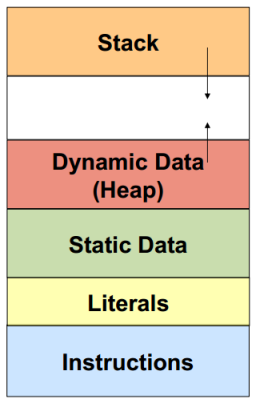 Stack
Dynamic Data
(Heap)
Static Data
Literals
Instructions